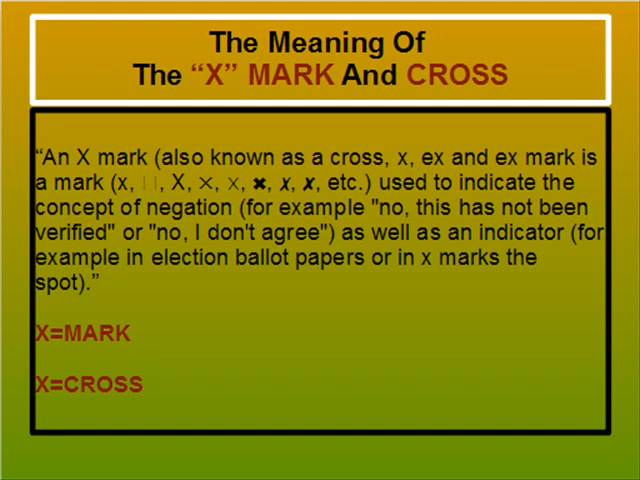 The Meaning Of
The “X” MARK And CROSS
“An X mark (also known as a cross, x, ex and ex mark is
a mark (x, □□, X, ×, ×, ✖, ✗, ✘, etc.) used to indicate the
concept of negation (for example "no, this has not been
verified" or "no, I don't agree") as well as an indicator (for
example in election ballot papers or in x marks the
spot).”
X=MARK
X=CROSS